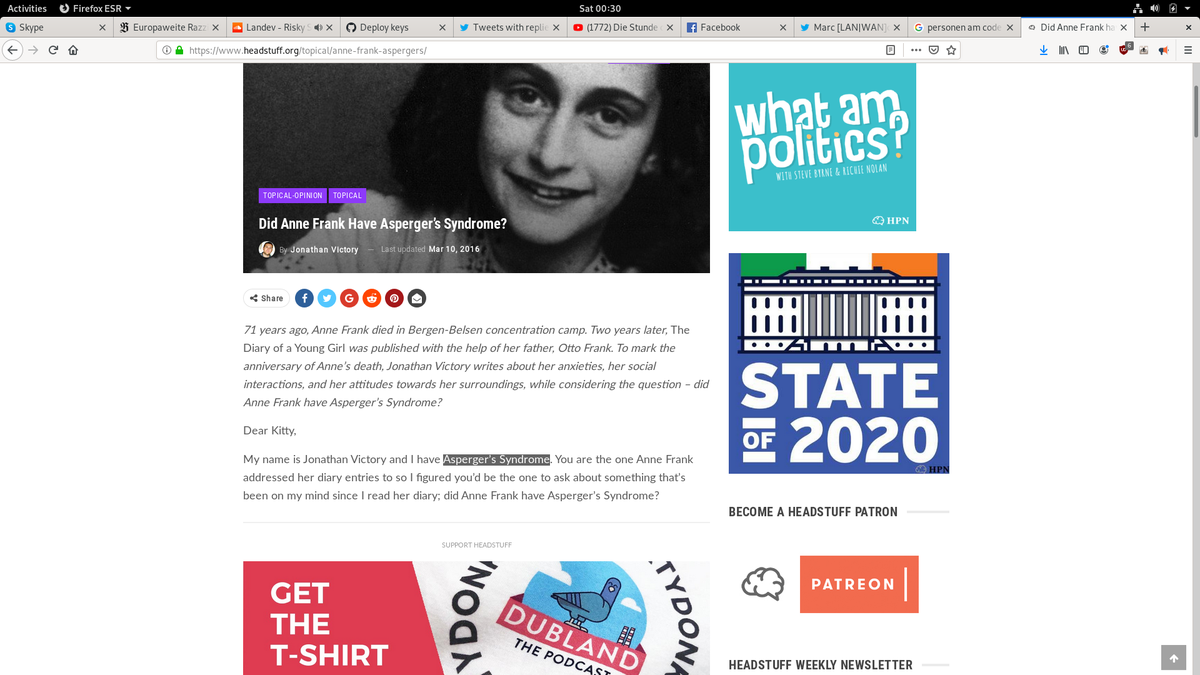 Activities Firefox ESR Sat 00:30
Skype
Europaweite Razz
Landev - Risky S
Deploy keys
Tweets with replie
(1772) Die Stunde
Facebook
Marc [LAN|WAN]
personen am code
Did Anne Frank ha
https://www.headstuff.org/topical/anne-frank-aspergers/
TOPICAL-OPINION TOPICAL
Did Anne Frank Have Asperger's Syndrome?
By Jonathan Victory — Last updated Mar 10, 2016
Share
71 years ago, Anne Frank died in Bergen-Belsen concentration camp. Two years later, The
Diary of a Young Girl was published with the help of her father, Otto Frank. To mark the
anniversary of Anne's death, Jonathan Victory writes about her anxieties, her social
interactions, and her attitudes towards her surroundings, while considering the question – did
Anne Frank have Asperger's Syndrome?
Dear Kitty,
My name is Jonathan Victory and I have Asperger's Syndrome. You are the one Anne Frank
addressed her diary entries to so I figured you'd be the one to ask about something that's
been on my mind since I read her diary; did Anne Frank have Asperger's Syndrome?
SUPPORT HEADSTUFF
GET
THE
T-SHIRT
DUBLAND
THE PODCAST
what am
politics?
WITH STEVE BYRNE & RICHIE NOLAN
HPN
STATE
OF 2020
HPN
BECOME A HEADSTUFF PATRON
PATREON
HEADSTUFF WEEKLY NEWSLETTER